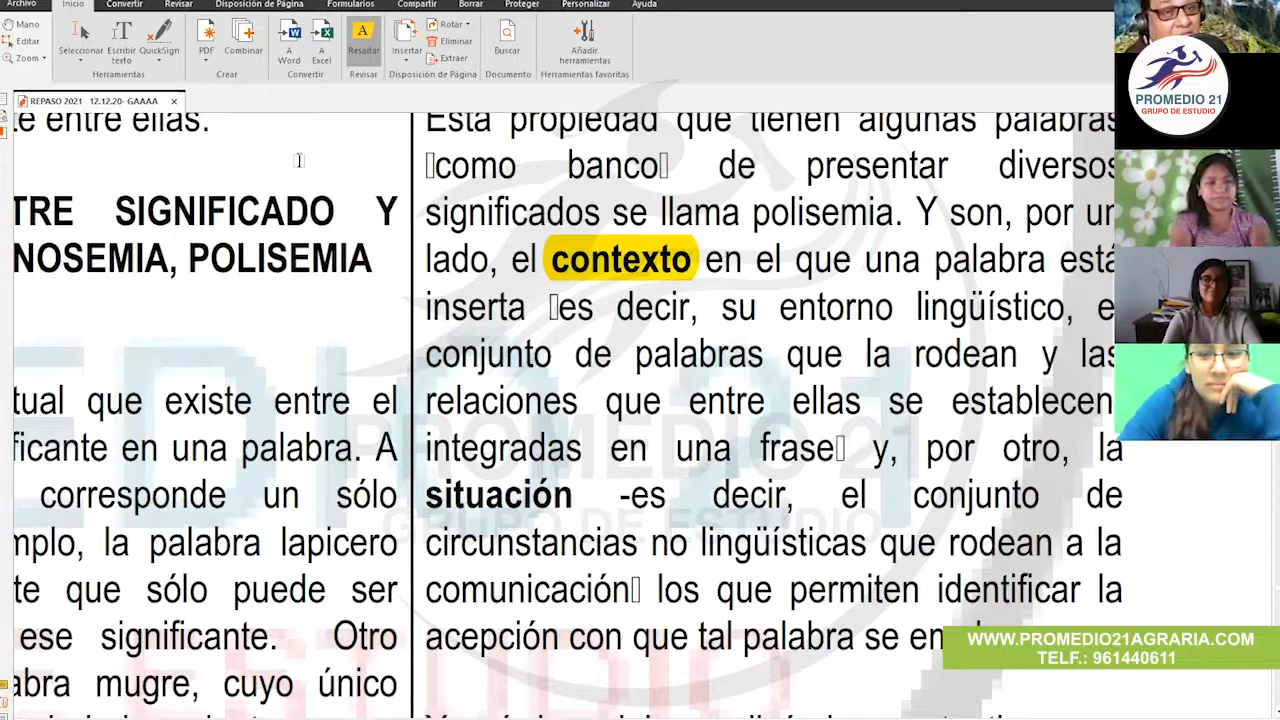 Archivo Inicio Convertir Revisar Disposición de Página Formularios Compartir Borrar Proteger Personalizar Ayuda
Mano
Editar
Zoom
Seleccionar
Escribir texto
QuickSign
PDF
Combinar
A Word
A Excel
Resaltar
Insertar
Rotar
Eliminar
Extraer
Buscar
Añadir herramientas
Herramientas Crear Convertir Revisar Disposición de Página Documento Herramientas favoritas
REPASO 2021 12.12.20- GAAAA
te entre ellas.
TRE SIGNIFICADO Y
NOSEMIA, POLISEMIA
tual que existe entre el
ficante en una palabra. A
corresponde un sólo
mplo, la palabra lapicero
te que sólo puede ser
ese significante. Otro
abra mugre, cuyo único
Esta propiedad que tienen algunas palabras
como banco de presentar diversos
significados se llama polisemia. Y son, por un
lado, el contexto en el que una palabra está
inserta es decir, su entorno lingüístico, e
conjunto de palabras que la rodean y las
relaciones que entre ellas se establecen
integradas en una frase y, por otro, la
situación -es decir, el conjunto de
circunstancias no lingüísticas que rodean a la
comunicación los que permiten identificar la
acepción con que tal palabra se em
PROMEDIO 21
GRUPO DE ESTUDIO
PROMEDIO 21
GRUPO DE ESTUDIO
WWW.PROMEDIO21AGRARIA.COM
TELF.: 961440611